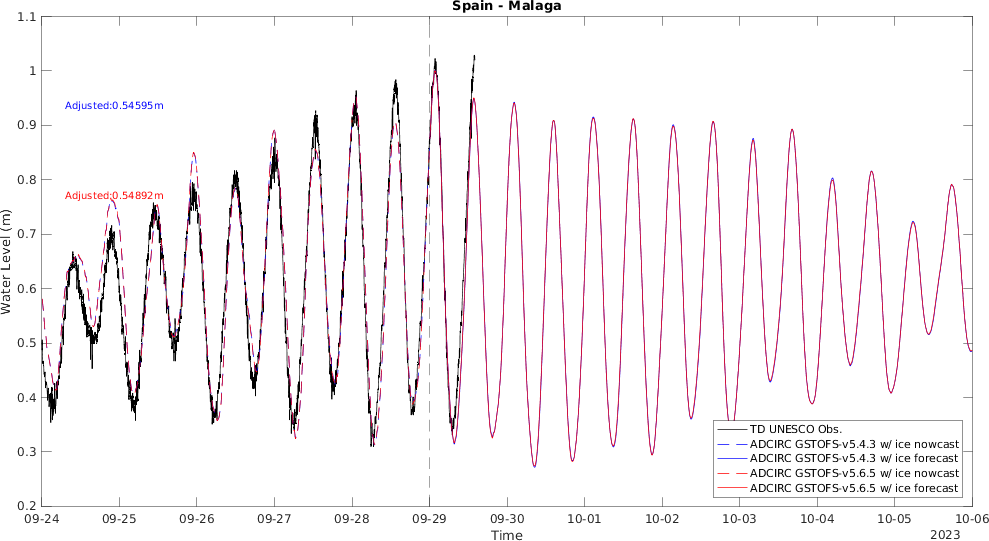 Spain - Malaga
1.1
1
0.9
0.8
0.7
0.6
0.5
0.4
0.3
0.2
Water Level (m)
Adjusted:0.54595m
Adjusted:0.54892m
TD UNESCO Obs.
ADCIRC GSTOFS-v5.4.3 w/ ice nowcast
ADCIRC GSTOFS-v5.4.3 w/ ice forecast
ADCIRC GSTOFS-v5.6.5 w/ ice nowcast
ADCIRC GSTOFS-v5.6.5 w/ ice forecast
09-24 09-25 09-26 09-27 09-28 09-29 09-30 10-01 10-02 10-03 10-04 10-05 10-06
Time
2023